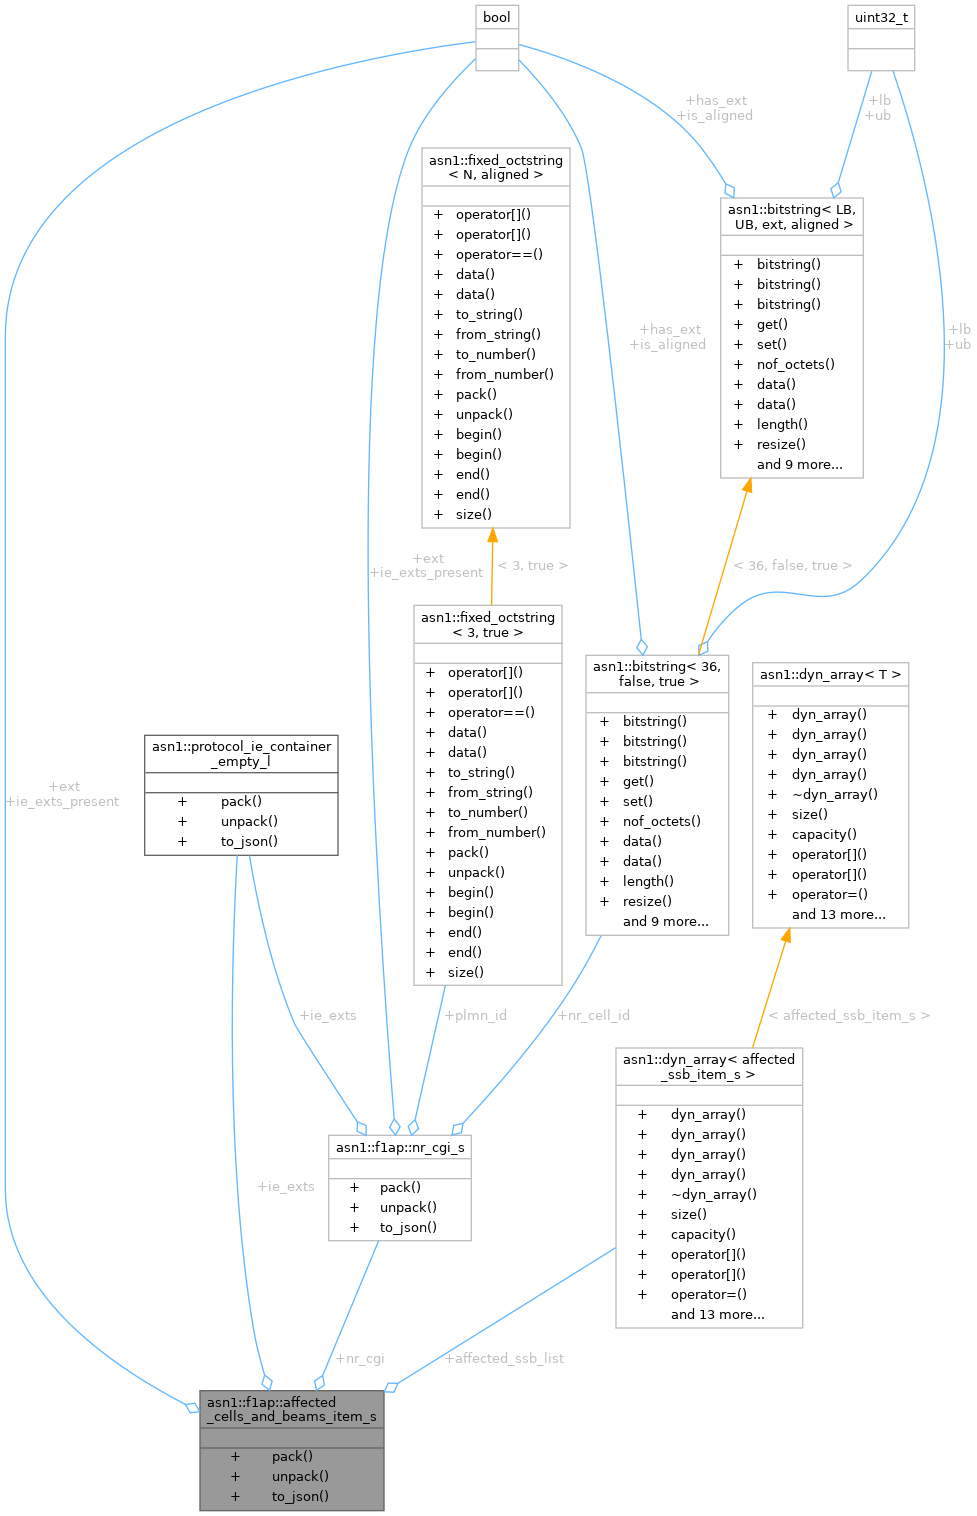 bool
uint32_t
+has_ext
+is_aligned
+lb
+ub
asn1::fixed_octstring
< N, aligned >
+ operator[]()
+ operator[]()
+ operator==()
+ data()
+ data()
+ to_string()
+ from_string()
+ to_number()
+ from_number()
+ pack()
+ unpack()
+ begin()
+ begin()
+ end()
+ end()
+ size()
asn1::bitstring< LB,
UB, ext, aligned >
+ bitstring()
+ bitstring()
+ bitstring()
+ get()
+ set()
+ nof_octets()
+ data()
+ data()
+ length()
+ resize()
and 9 more...
+has_ext
+is_aligned
+lb
+ub
+ext
+ie_exts_present
< 3, true >
< 36, false, true >
asn1::fixed_octstring
< 3, true >
+ operator[]()
+ operator[]()
+ operator==()
+ data()
+ data()
+ to_string()
+ from_string()
+ to_number()
+ from_number()
+ pack()
+ unpack()
+ begin()
+ begin()
+ end()
+ end()
+ size()
asn1::bitstring< 36,
false, true >
+ bitstring()
+ bitstring()
+ bitstring()
+ get()
+ set()
+ nof_octets()
+ data()
+ data()
+ length()
+ resize()
and 9 more...
asn1::dyn_array< T >
+ dyn_array()
+ dyn_array()
+ dyn_array()
+ dyn_array()
+ ~dyn_array()
+ size()
+ capacity()
+ operator[]()
+ operator[]()
+ operator=()
and 13 more...
asn1::protocol_ie_container
_empty_l
+ pack()
+ unpack()
+ to_json()
+ext
+ie_exts_present
+ie_exts
+plmn_id
+nr_cell_id
< affected_ssb_item_s >
asn1::dyn_array< affected
_ssb_item_s >
+ dyn_array()
+ dyn_array()
+ dyn_array()
+ dyn_array()
+ ~dyn_array()
+ size()
+ capacity()
+ operator[]()
+ operator[]()
+ operator=()
and 13 more...
asn1::f1ap::nr_cgi_s
+ pack()
+ unpack()
+ to_json()
+ie_exts
+nr_cgi
+affected_ssb_list
asn1::f1ap::affected
_cells_and_beams_item_s
+ pack()
+ unpack()
+ to_json()